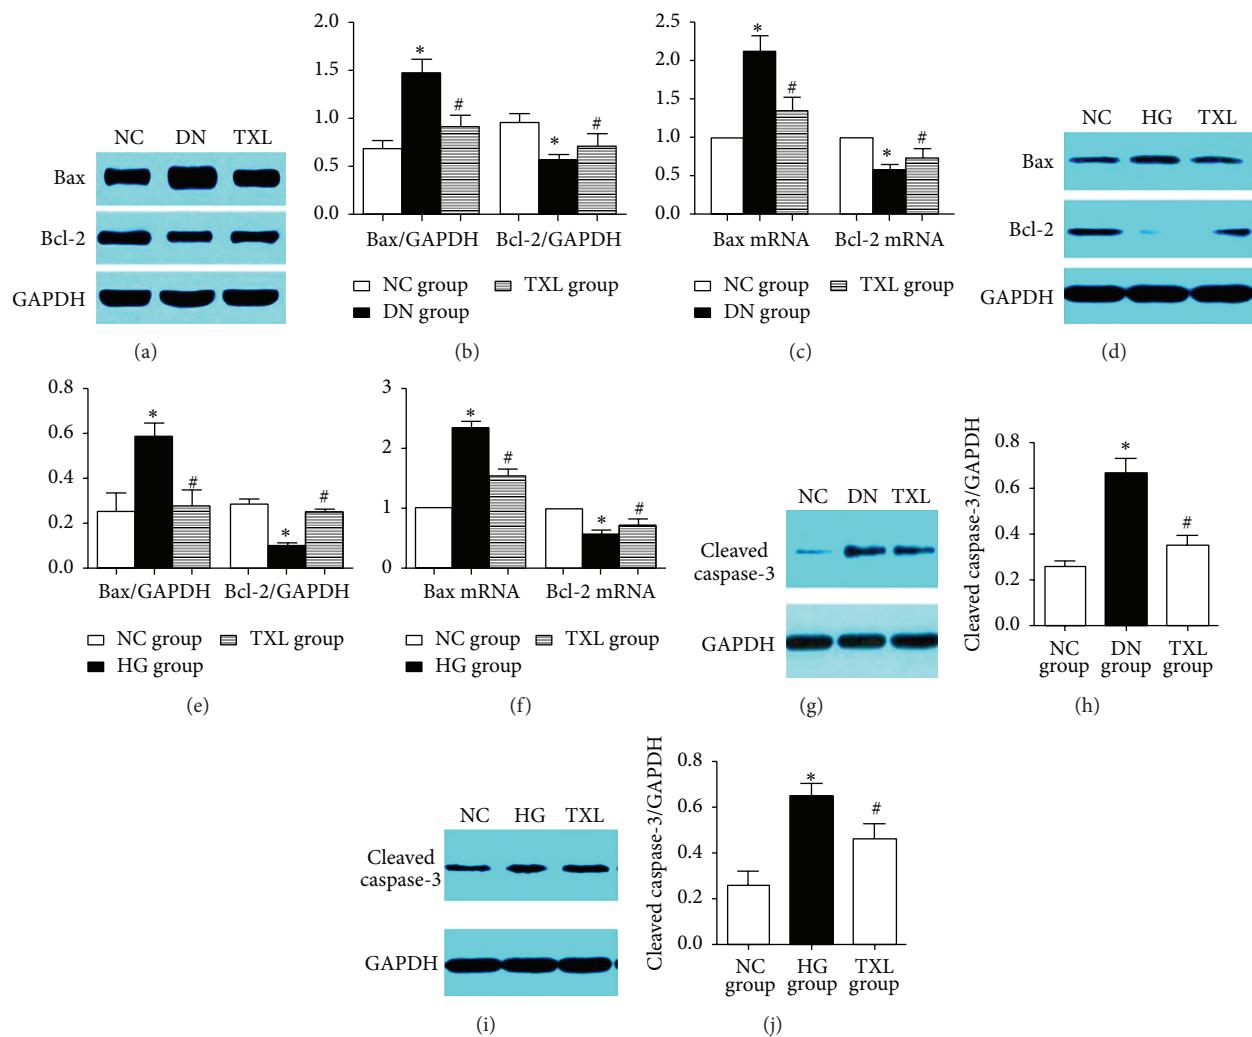 NC DN TXL
Bax
Bcl-2
GAPDH
(a)
2.0
1.5
1.0
0.5
0.0
*
#
*
#
Bax/GAPDH Bcl-2/GAPDH
NC group TXL group
DN group
(b)
2.5
2.0
1.5
1.0
0.5
0.0
*
#
*
#
Bax mRNA Bcl-2 mRNA
NC group TXL group
DN group
(c)
NC HG TXL
Bax
Bcl-2
GAPDH
(d)
0.8
0.6
0.4
0.2
0.0
*
#
*
#
Bax/GAPDH Bcl-2/GAPDH
NC group TXL group
HG group
(e)
3
2
1
0
*
#
*
#
Bax mRNA Bcl-2 mRNA
NC group TXL group
HG group
(f)
NC DN TXL
Cleaved
caspase-3
GAPDH
(g)
Cleaved caspase-3/GAPDH
0.8
0.6
0.4
0.2
0.0
*
#
NC DN TXL
group group group
(h)
NC HG TXL
Cleaved
caspase-3
GAPDH
(i)
Cleaved caspase-3/GAPDH
0.8
0.6
0.4
0.2
0.0
*
#
NC HG TXL
group group group
(j)